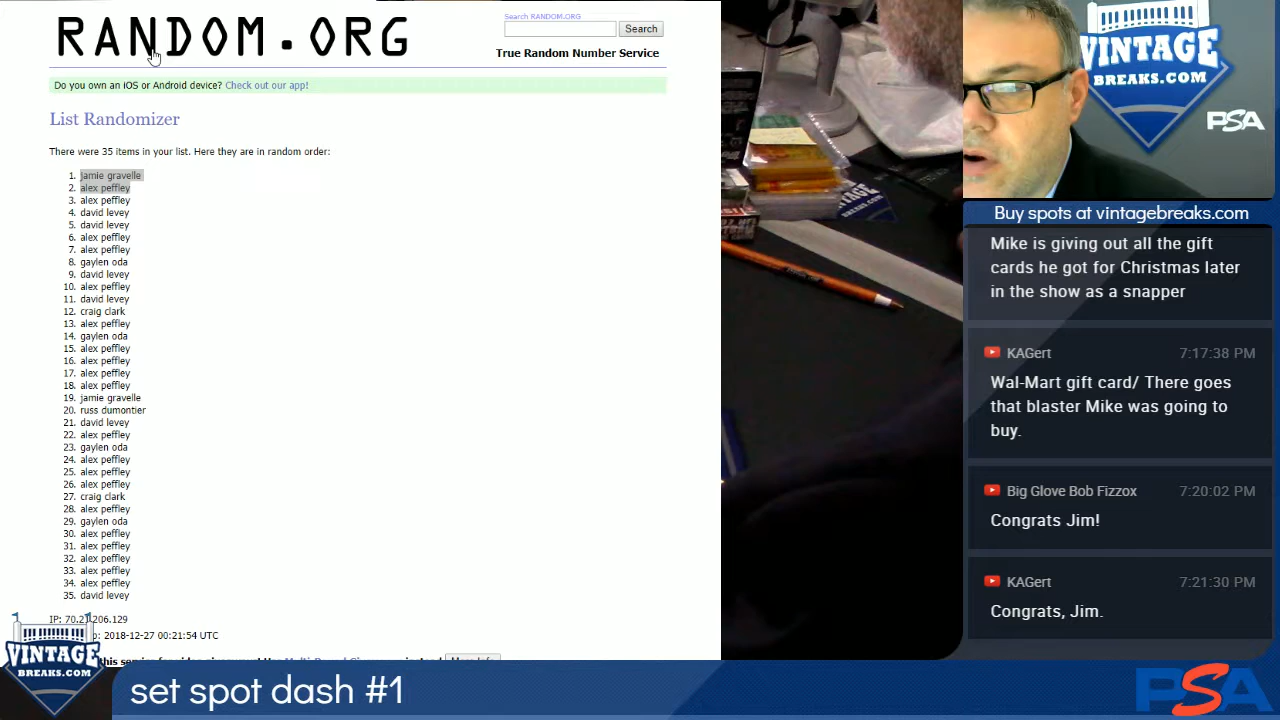 RANDOM.ORG
Search RANDOM.ORG
Search
True Random Number Service
Do you own an iOS or Android device? Check out our app!
List Randomizer
There were 35 items in your list. Here they are in random order:
1. jamie gravelle
2. alex peffley
3. alex peffley
4. david levey
5. david levey
6. alex peffley
7. alex peffley
8. gaylen oda
9. david levey
10. alex peffley
11. david levey
12. craig clark
13. alex peffley
14. gaylen oda
15. alex peffley
16. alex peffley
17. alex peffley
18. alex peffley
19. jamie gravelle
20. russ dumontier
21. david levey
22. alex peffley
23. gaylen oda
24. alex peffley
25. alex peffley
26. alex peffley
27. craig clark
28. alex peffley
29. gaylen oda
30. alex peffley
31. alex peffley
32. alex peffley
33. alex peffley
34. alex peffley
35. david levey
206.129
2018-12-27 00:21:54 UTC
VINTAGE
BREAKS.COM
set spot dash #1
VINTAGE
BREAKS.COM
PSA
Buy spots at vintagebreaks.com
Mike is giving out all the gift
cards he got for Christmas later
in the show as a snapper
KAGert 7:17:38 PM
Wal-Mart gift card/ There goes
that blaster Mike was going to
buy.
Big Glove Bob Fizzox 7:20:02 PM
Congrats Jim!
KAGert 7:21:30 PM
Congrats, Jim.
PSA